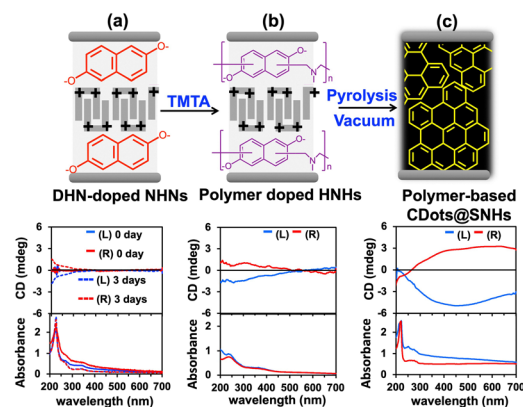 (a)
(b)
(c)
O-
-O
TMTA
O-
-O
N
n
Pyrolysis
Vacuum
O-
-O
O-
-O
N
n
DHN-doped NHNs
Polymer doped HNHs
Polymer-based
CDots@SNHs
CD (mdeg)
6
3
0
-3
-6
(L) 0 day
(R) 0 day
(L) 3 days
(R) 3 days
CD (mdeg)
6
3
0
-3
-6
(L) (R)
CD (mdeg)
6
3
0
-3
-6
(L) (R)
Absorbance
2
1
0
200 300 400 500 600 700
wavelength (nm)
Absorbance
2
1
0
200 300 400 500 600 700
wavelength (nm)
Absorbance
2
1
0
200 300 400 500 600 700
wavelength (nm)